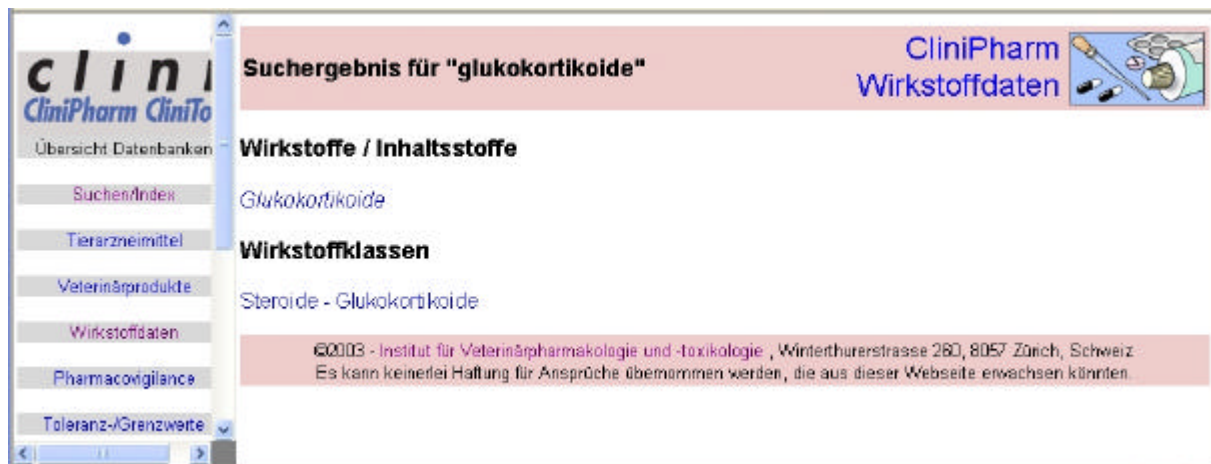 clini
CliniPharm CliniTo
Übersicht Datenbanken
Suchen/Index
Tierarzneimittel
Veterinärprodukte
Wirkstoffdaten
Pharmacovigilance
Toleranz-/Grenzwerte
Suchergebnis für "glukokortikoide"
CliniPharm
Wirkstoffdaten
Wirkstoffe / Inhaltsstoffe
Glukokortikoide
Wirkstoffklassen
Steroide - Glukokortikoide
©2003 - Institut für Veterinärpharmakologie und -toxikologie , Winterthurerstrasse 260, 8057 Zürich, Schweiz
Es kann keinerlei Haftung für Ansprüche übernommen werden, die aus dieser Webseite erwachsen könnten.